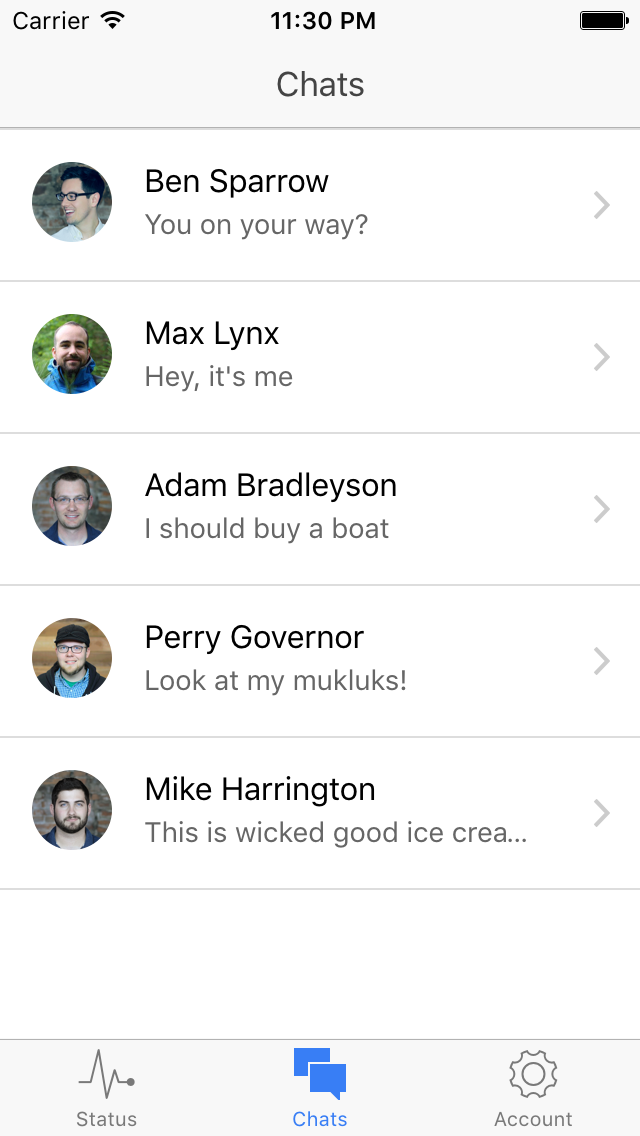 Carrier 11:30 PM
Chats
Ben Sparrow
You on your way?
Max Lynx
Hey, it's me
Adam Bradleyson
I should buy a boat
Perry Governor
Look at my mukluks!
Mike Harrington
This is wicked good ice crea...
Status Chats Account